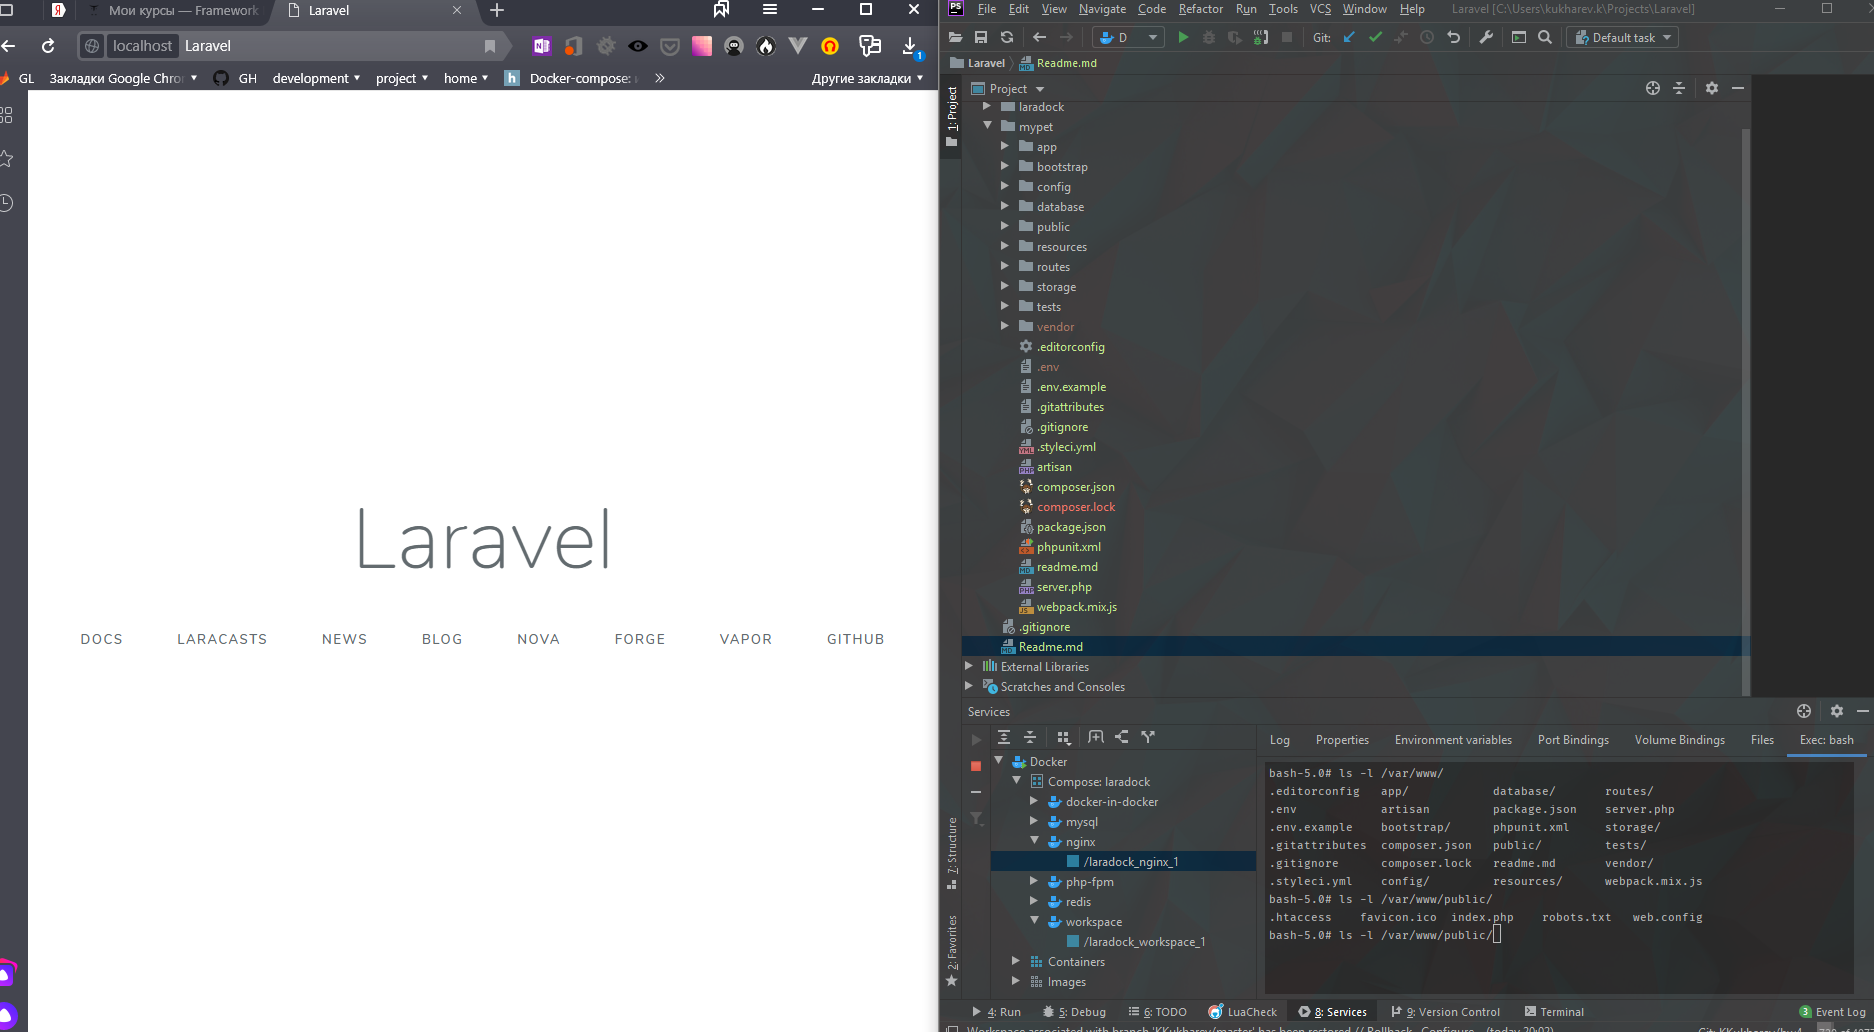 Мои курсы — Framework
Laravel
localhost Laravel
GL
Закладки Google Chro
GH
development
project
home
Docker-compose:
Другие закладки
Laravel
DOCS LARACASTS NEWS BLOG NOVA FORGE VAPOR GITHUB
PS File Edit View Navigate Code Refactor Run Tools VCS Window Help Laravel [C:\Users\kukharev.k\Projects\Laravel]
D Git: Default task
Laravel Readme.md
1: Project
Project
laradock
mypet
app
bootstrap
config
database
public
resources
routes
storage
tests
vendor
.editorconfig
.env
.env.example
.gitattributes
.gitignore
.styleci.yml
artisan
composer.json
composer.lock
package.json
phpunit.xml
readme.md
server.php
webpack.mix.js
.gitignore
Readme.md
External Libraries
Scratches and Consoles
Services
7: Structure
2: Favorites
Docker
Compose: laradock
docker-in-docker
mysql
nginx
/laradock_nginx_1
php-fpm
redis
workspace
/laradock_workspace_1
Containers
Images
Log Properties Environment variables Port Bindings Volume Bindings Files Exec: bash
bash-5.0# ls -l /var/www/
.editorconfig app/ database/ routes/
.env artisan package.json server.php
.env.example bootstrap/ phpunit.xml storage/
.gitattributes composer.json public/ tests/
.gitignore composer.lock readme.md vendor/
.styleci.yml config/ resources/ webpack.mix.js
bash-5.0# ls -l /var/www/public/
.htaccess favicon.ico index.php robots.txt web.config
bash-5.0# ls -l /var/www/public/
4: Run 5: Debug 6: TODO LuaCheck 8: Services 9: Version Control Terminal 3 Event Log
Workspace associated with branch 'KKukharev/master' has been restored // Rollback Configure... (today 20:02)